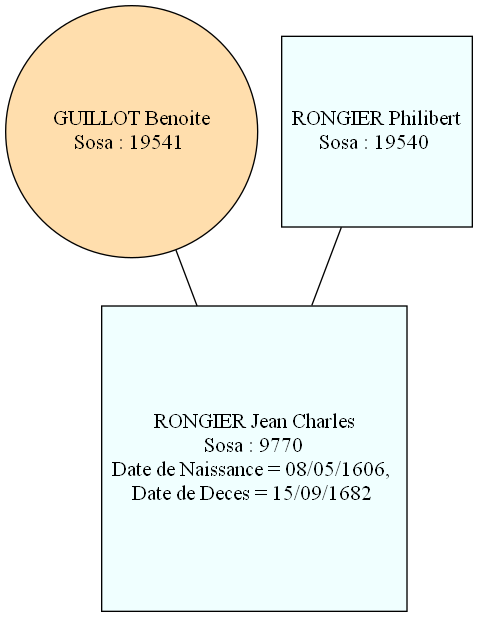 GUILLOT Benoite
Sosa : 19541
RONGIER Philibert
Sosa : 19540
RONGIER Jean Charles
Sosa : 9770
Date de Naissance = 08/05/1606,
Date de Deces = 15/09/1682